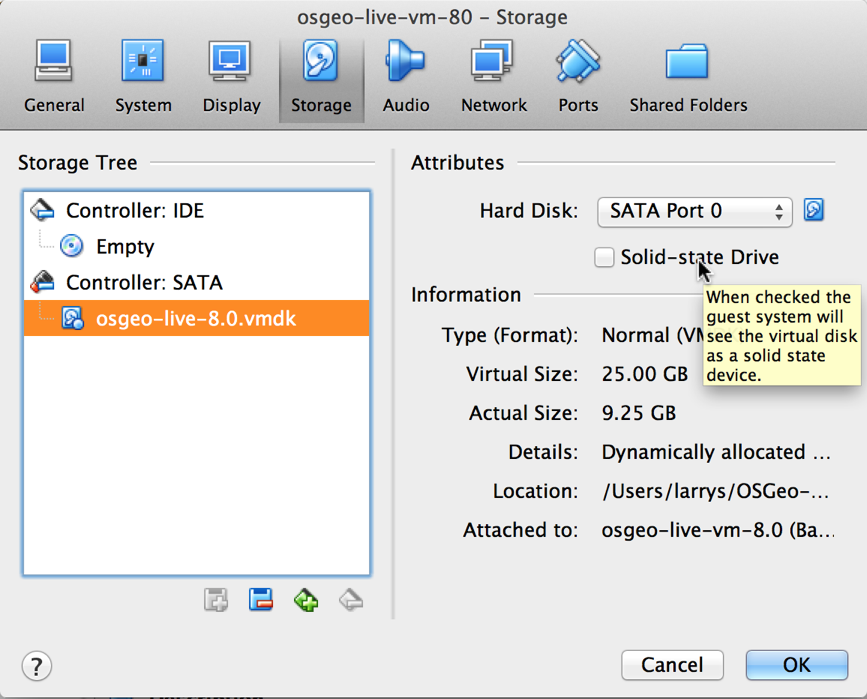 osgeo-live-vm-80 – Storage
General System Display Storage Audio Network Ports Shared Folders
Storage Tree
Controller: IDE
Empty
Controller: SATA
osgeo-live-8.0.vmdk
Attributes
Hard Disk: SATA Port 0
Solid-state Drive
Information
Type (Format): Normal (VM
Virtual Size: 25.00 GB
Actual Size: 9.25 GB
Details: Dynamically allocated ...
Location: /Users/larrys/OSGeo-...
Attached to: osgeo-live-vm-8.0 (Ba...
When checked the
guest system will
see the virtual disk
as a solid state
device.
?
Cancel OK